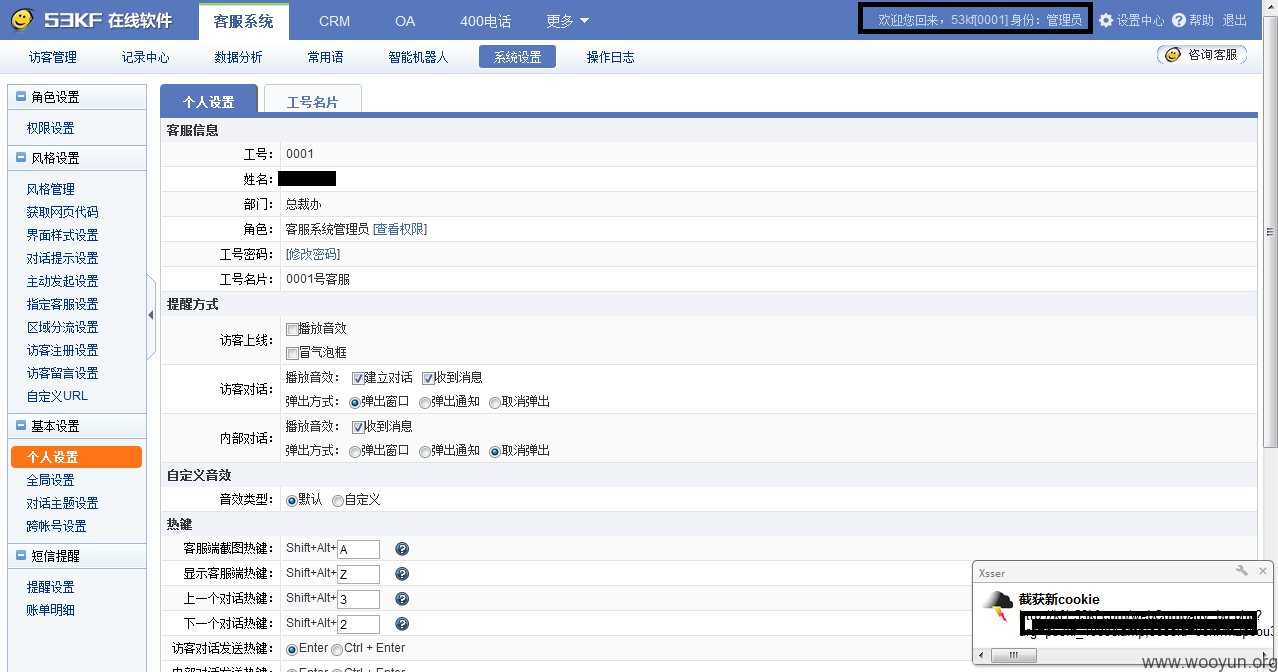 53KF 在线软件 客服系统 CRM OA 400电话 更多 欢迎您回来，53kf[0001] 身份：管理员 设置中心 帮助 退出
访客管理 记录中心 数据分析 常用语 智能机器人 系统设置 操作日志 咨询客服
角色设置
权限设置
风格设置
风格管理
获取网页代码
界面样式设置
对话提示设置
主动发起设置
指定客服设置
区域分流设置
访客注册设置
访客留言设置
自定义URL
基本设置
个人设置
全局设置
对话主题设置
跨帐号设置
短信提醒
提醒设置
账单明细
个人设置 工号名片
客服信息
工号： 0001
姓名：
部门： 总裁办
角色： 客服系统管理员 [查看权限]
工号密码： [修改密码]
工号名片： 0001号客服
提醒方式
访客上线： 播放音效
冒气泡框
访客对话： 播放音效： 建立对话 收到消息
弹出方式： 弹出窗口 弹出通知 取消弹出
内部对话： 播放音效： 收到消息
弹出方式： 弹出窗口 弹出通知 取消弹出
自定义音效
音效类型： 默认 自定义
热键
客服端截图热键： Shift+Alt+ A
显示客服端热键： Shift+Alt+ Z
上一个对话热键： Shift+Alt+ 3
下一个对话热键： Shift+Alt+ 2
访客对话发送热键： Enter Ctrl + Enter
内部对话发送热键： Enter Ctrl + Enter
Xsser
截获新cookie
www.wooyun.org